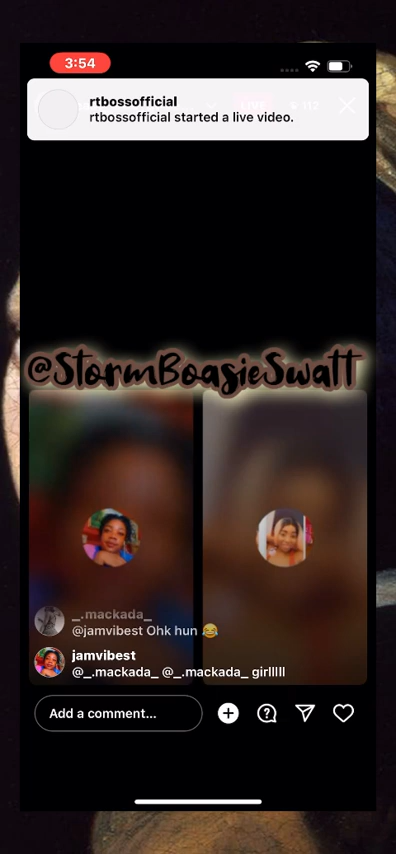 3:54
rtbossofficial
rtbossofficial started a live video.
@StormBoasieSwatt
_.mackada_
@jamvibest Ohk hun 😂
jamvibest
@_.mackada_ @_.mackada_ girlllll
Add a comment...